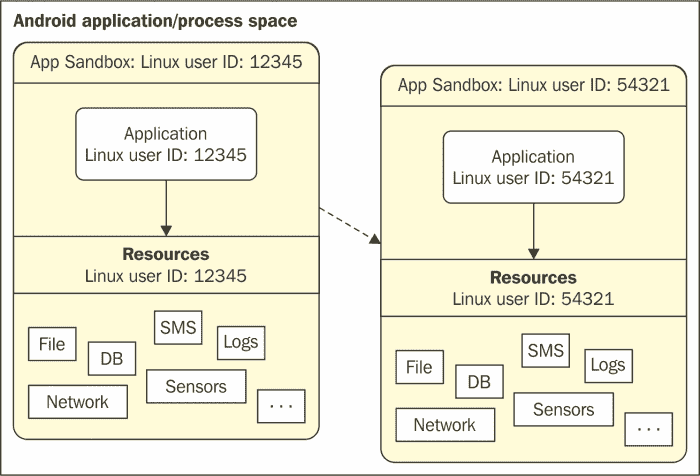 Android application/process space
App Sandbox: Linux user ID: 12345
Application
Linux user ID: 12345
Resources
Linux user ID: 12345
File
DB
SMS
Logs
Network
Sensors
...
App Sandbox: Linux user ID: 54321
Application
Linux user ID: 54321
Resources
Linux user ID: 54321
File
DB
SMS
Logs
Network
Sensors
...